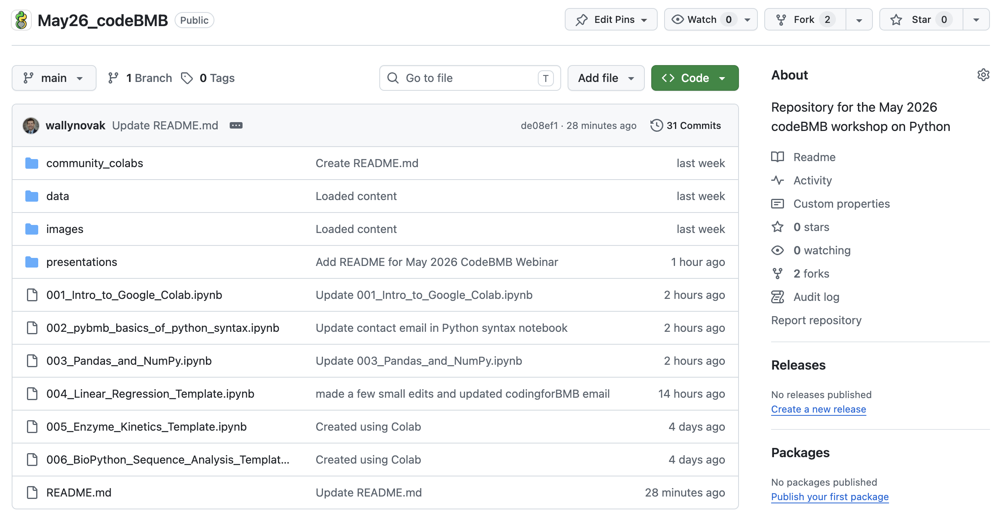 May26_codeBMB Public
Edit Pins
Watch 0
Fork 2
Star 0
main
1 Branch
0 Tags
Go to file T
Add file
Code
wallynovak Update README.md
de08ef1 · 28 minutes ago
31 Commits
community_colabs Create README.md last week
data Loaded content last week
images Loaded content last week
presentations Add README for May 2026 CodeBMB Webinar 1 hour ago
001_Intro_to_Google_Colab.ipynb Update 001_Intro_to_Google_Colab.ipynb 2 hours ago
002_pybmb_basics_of_python_syntax.ipynb Update contact email in Python syntax notebook 2 hours ago
003_Pandas_and_NumPy.ipynb Update 003_Pandas_and_NumPy.ipynb 2 hours ago
004_Linear_Regression_Template.ipynb made a few small edits and updated codingforBMB email 14 hours ago
005_Enzyme_Kinetics_Template.ipynb Created using Colab 4 days ago
006_BioPython_Sequence_Analysis_Templat... Created using Colab 4 days ago
README.md Update README.md 28 minutes ago
About
Repository for the May 2026
codeBMB workshop on Python
Readme
Activity
Custom properties
0 stars
0 watching
2 forks
Audit log
Report repository
Releases
No releases published
Create a new release
Packages
No packages published
Publish your first package